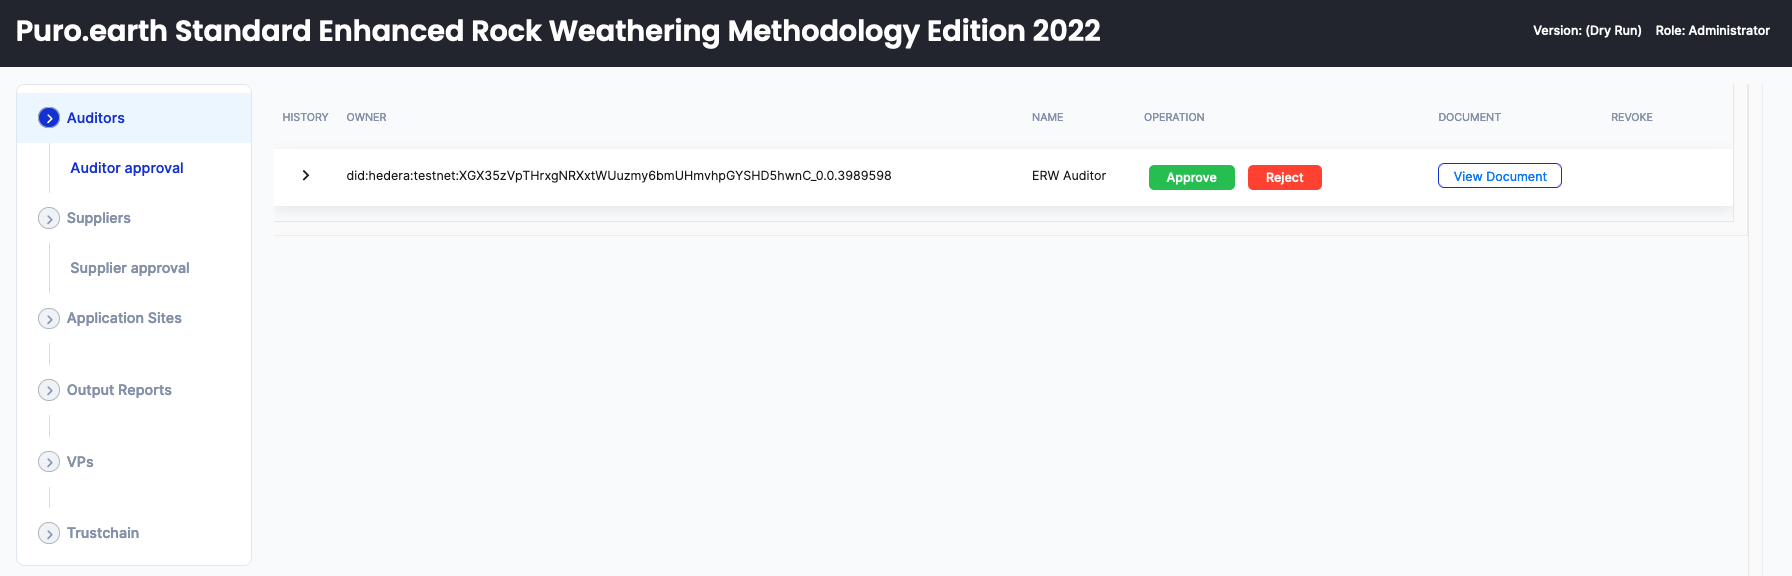 Puro.earth Standard Enhanced Rock Weathering Methodology Edition 2022
Version: (Dry Run) Role: Administrator
Auditors
Auditor approval
Suppliers
Supplier approval
Application Sites
Output Reports
VPs
Trustchain
HISTORY OWNER NAME OPERATION DOCUMENT REVOKE
did:hedera:testnet:XGX35zVpTHrxgNRXxtWUuzmy6bmUHmvhpGYSHD5hwnC_0.0.3989598 ERW Auditor Approve Reject View Document